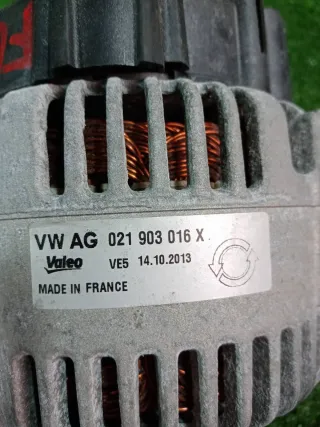 VW AG 021 903 016 X
Valeo VE5 14.10.2013
MADE IN FRANCE